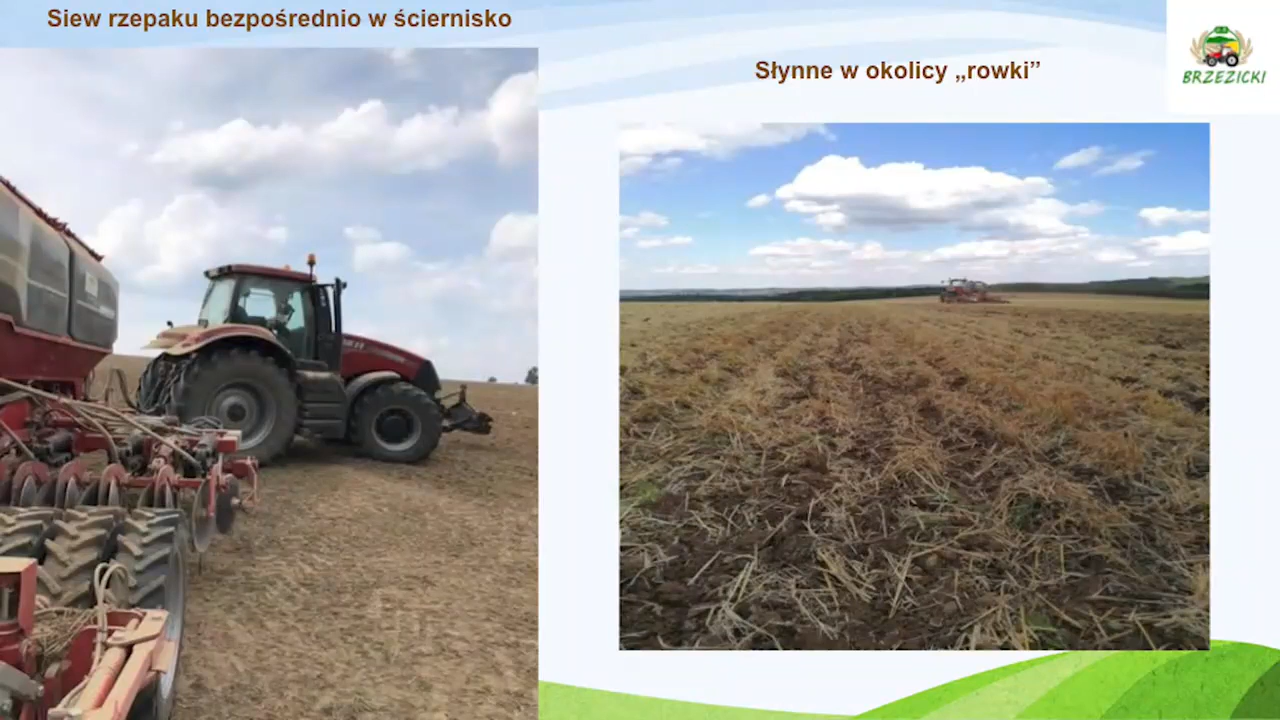 Siew rzepaku bezpośrednio w ściernisko
Słynne w okolicy „rowki”
BRZEZICKI